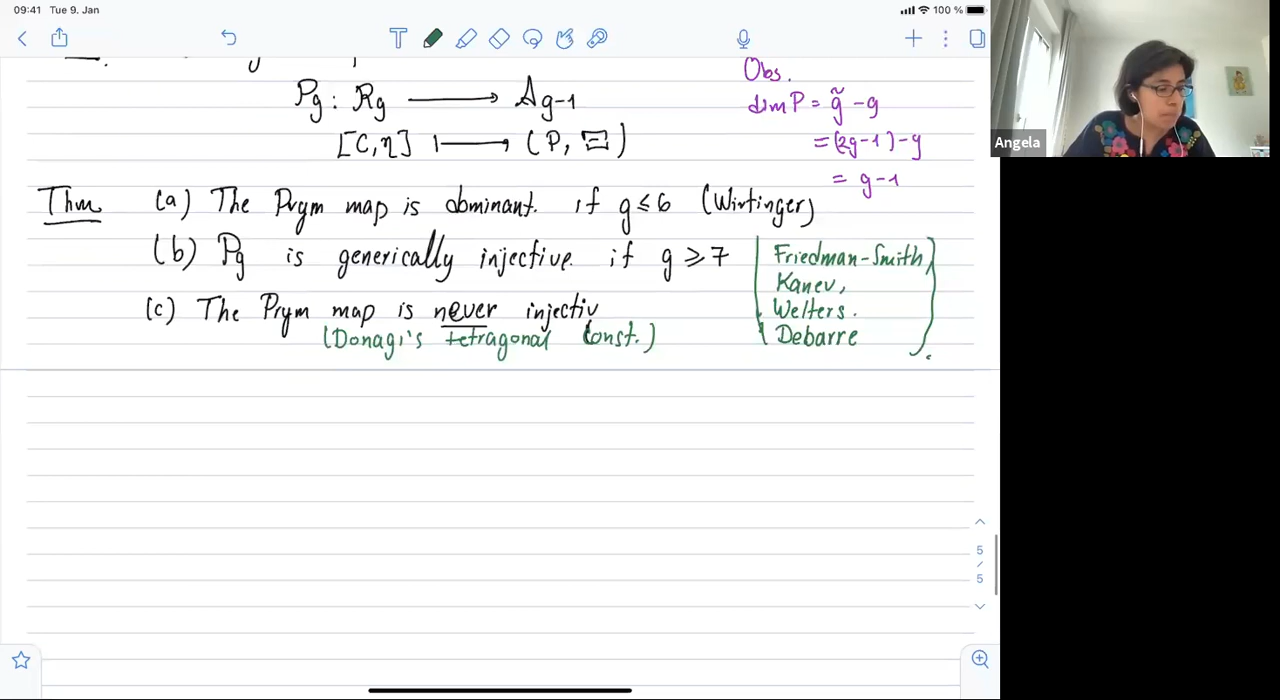 09:41 Tue 9. Jan
100 %
Obs.
Pg : Rg → Ag-1
dim P = g̃ - g
[C, η] ↦ (P, Ξ)
= (2g-1) - g
= g-1
Angela
Thm (a) The Prym map is dominant. if g ≤ 6 (Wirtinger)
(b) Pg is generically injective if g ≥ 7
(c) The Prym map is never injectiv
(Donagi's tetragonal Const.)
Friedman-Smith
Kanev,
Welters.
Debarre
5
5